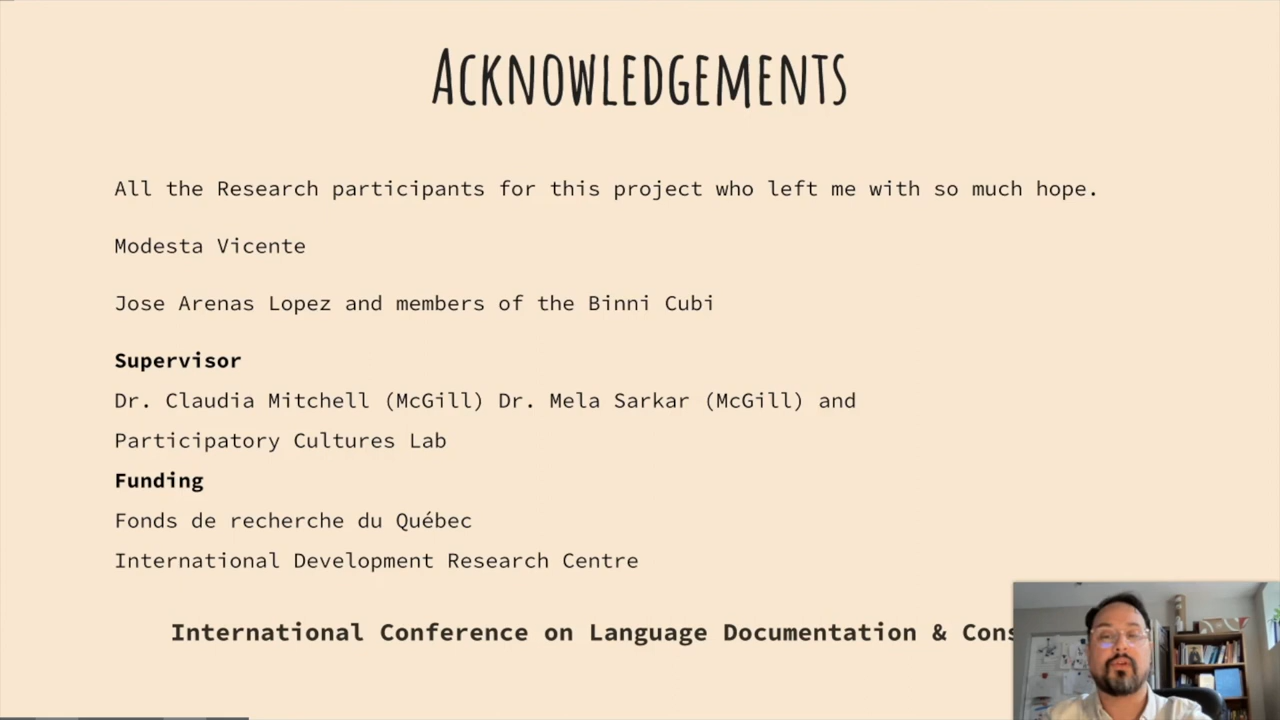 Acknowledgements
All the Research participants for this project who left me with so much hope.
Modesta Vicente
Jose Arenas Lopez and members of the Binni Cubi
Supervisor
Dr. Claudia Mitchell (McGill) Dr. Mela Sarkar (McGill) and
Participatory Cultures Lab
Funding
Fonds de recherche du Québec
International Development Research Centre
International Conference on Language Documentation &